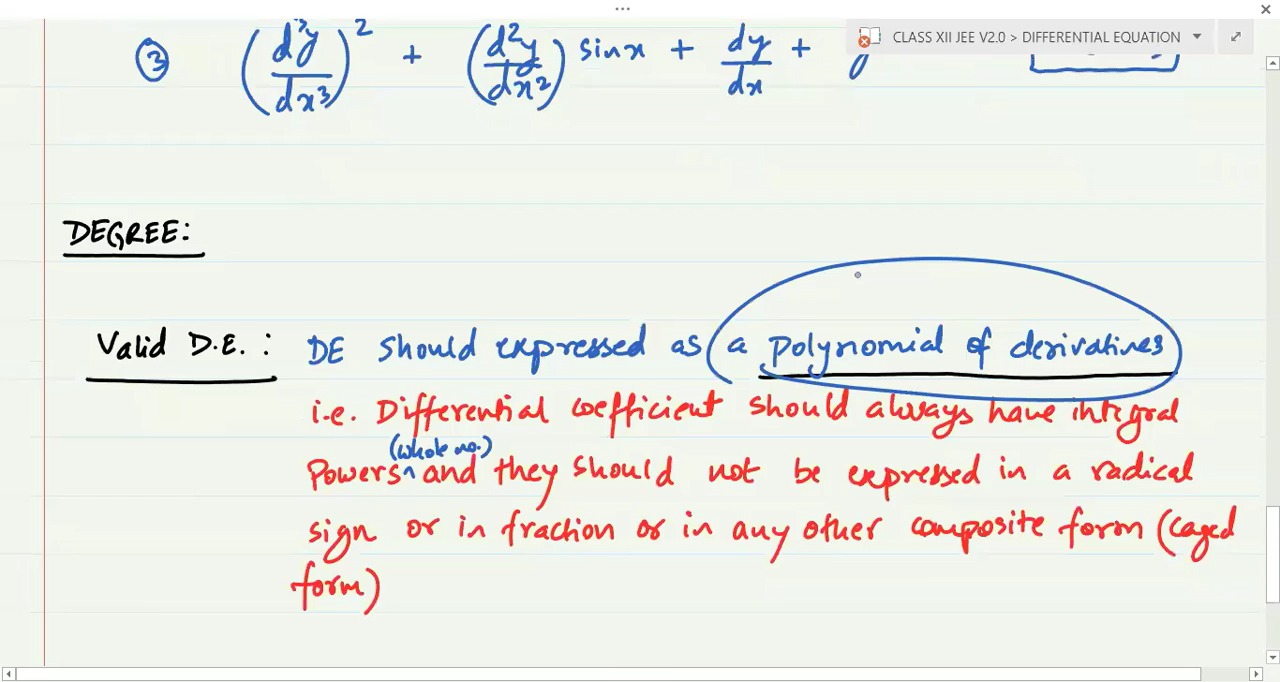 CLASS XII JEE V2.0 > DIFFERENTIAL EQUATION
③ (d³y/dx³)² + (d²y/dx²) sinx + dy/dx +
DEGREE:
Valid D.E. : DE should expressed as a polynomial of derivatives
i.e. Differential coefficient should always have integral
(whole no.)
Powers^ and they should not be expressed in a radical
sign or in fraction or in any other composite form (caged
form)